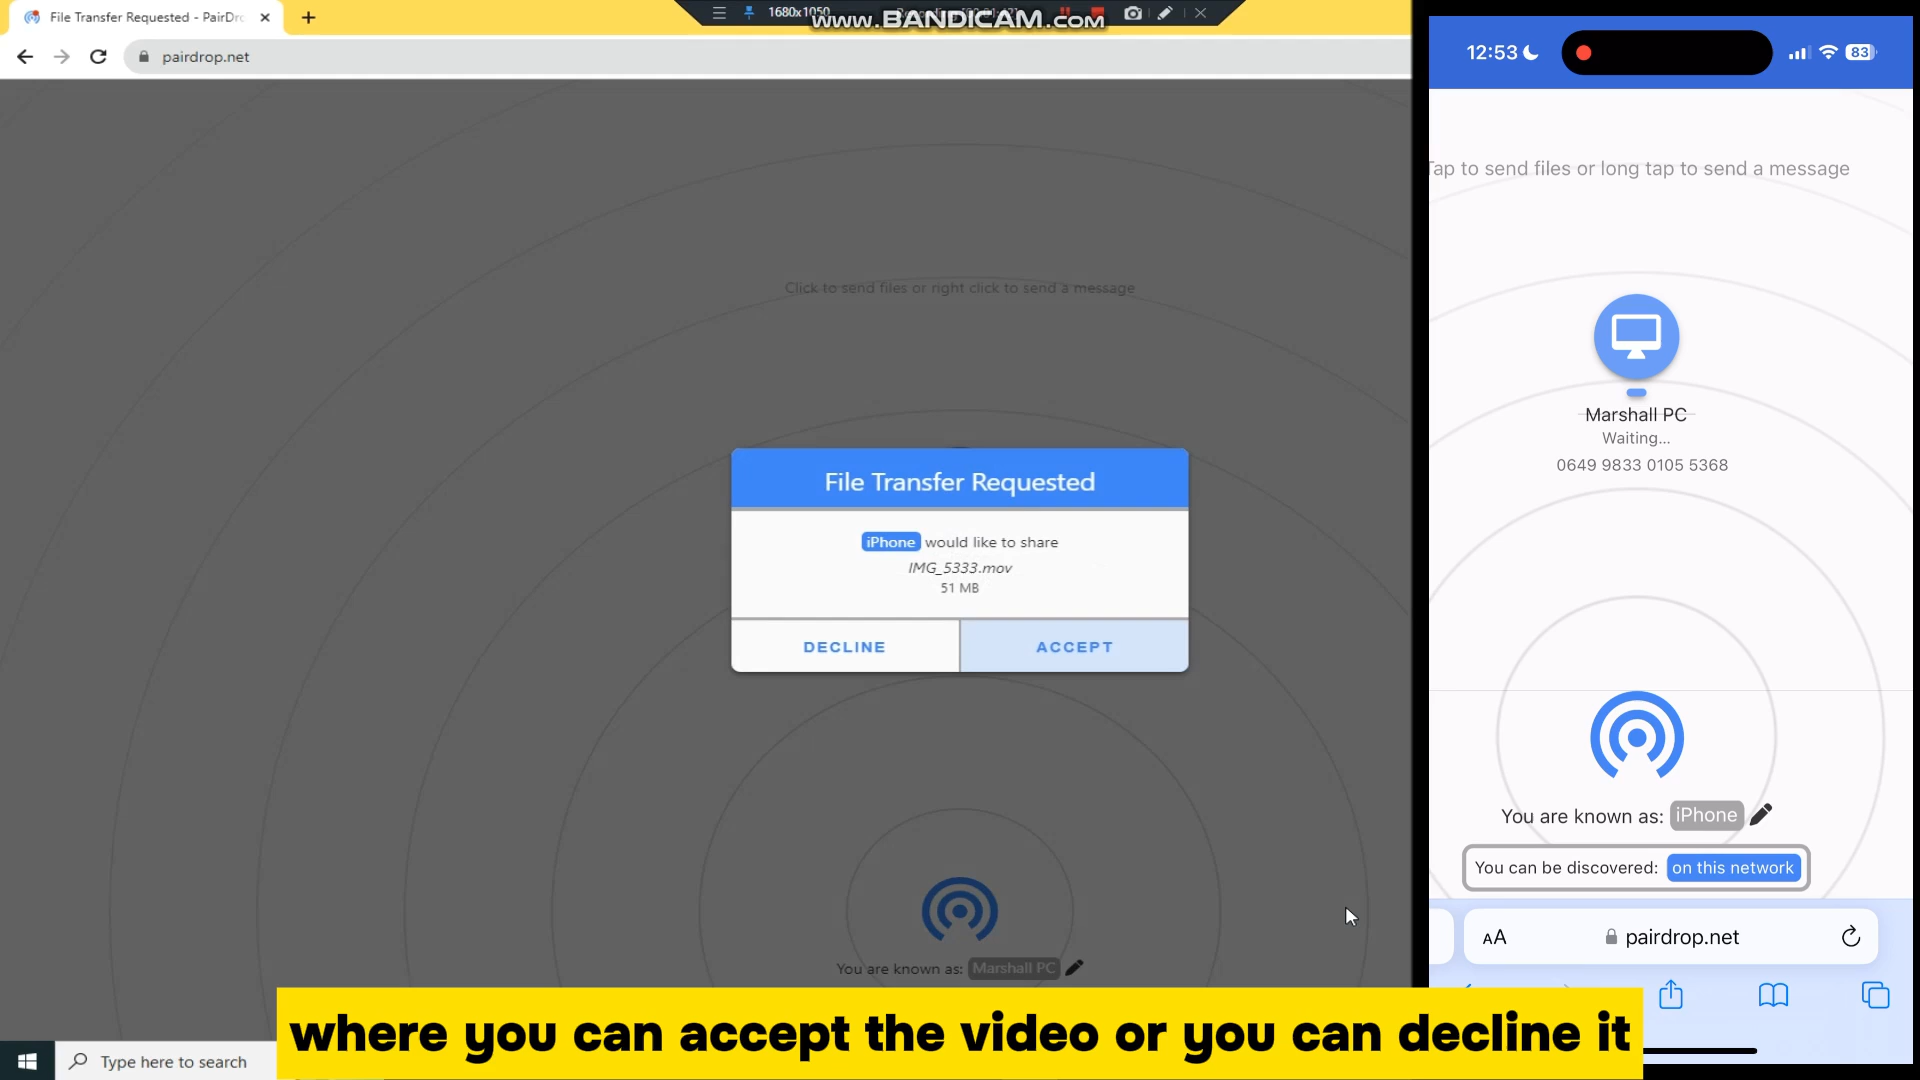 File Transfer Requested - PairDr
1680x1050
www.BANDICAM.com
pairdrop.net
Click to send files or right click to send a message
File Transfer Requested
iPhone would like to share
IMG_5333.mov
51 MB
DECLINE
ACCEPT
You are known as: Marshall PC
12:53
83
Tap to send files or long tap to send a message
Marshall PC
Waiting...
0649 9833 0105 5368
You are known as: iPhone
You can be discovered: on this network
AA
pairdrop.net
where you can accept the video or you can decline it
Type here to search